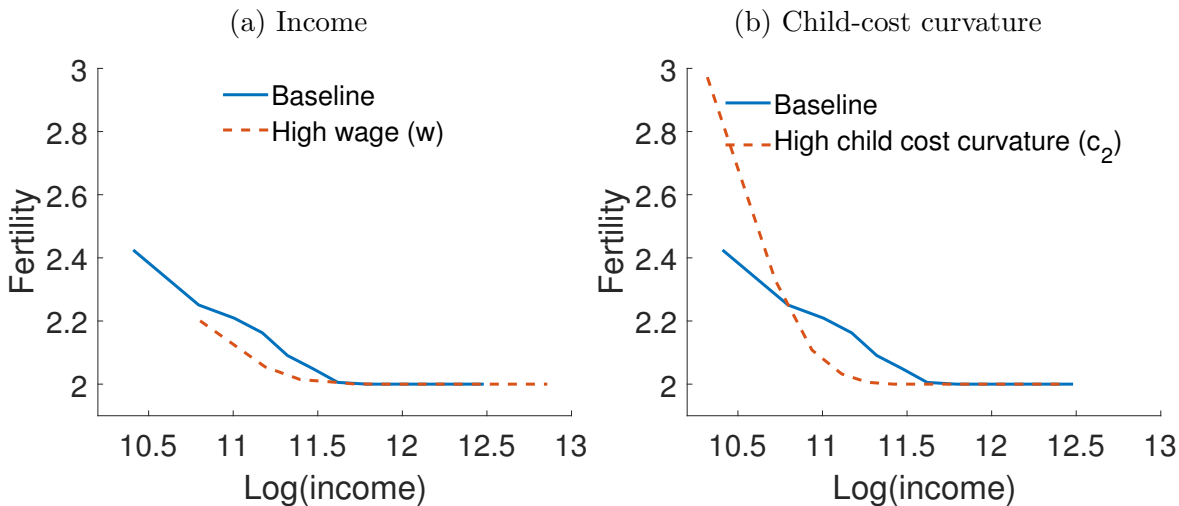 (a) Income
Baseline
High wage (w)
Fertility
3
2.8
2.6
2.4
2.2
2
10.5 11 11.5 12 12.5 13
Log(income)
(b) Child-cost curvature
Baseline
High child cost curvature (c₂)
Fertility
3
2.8
2.6
2.4
2.2
2
10.5 11 11.5 12 12.5 13
Log(income)